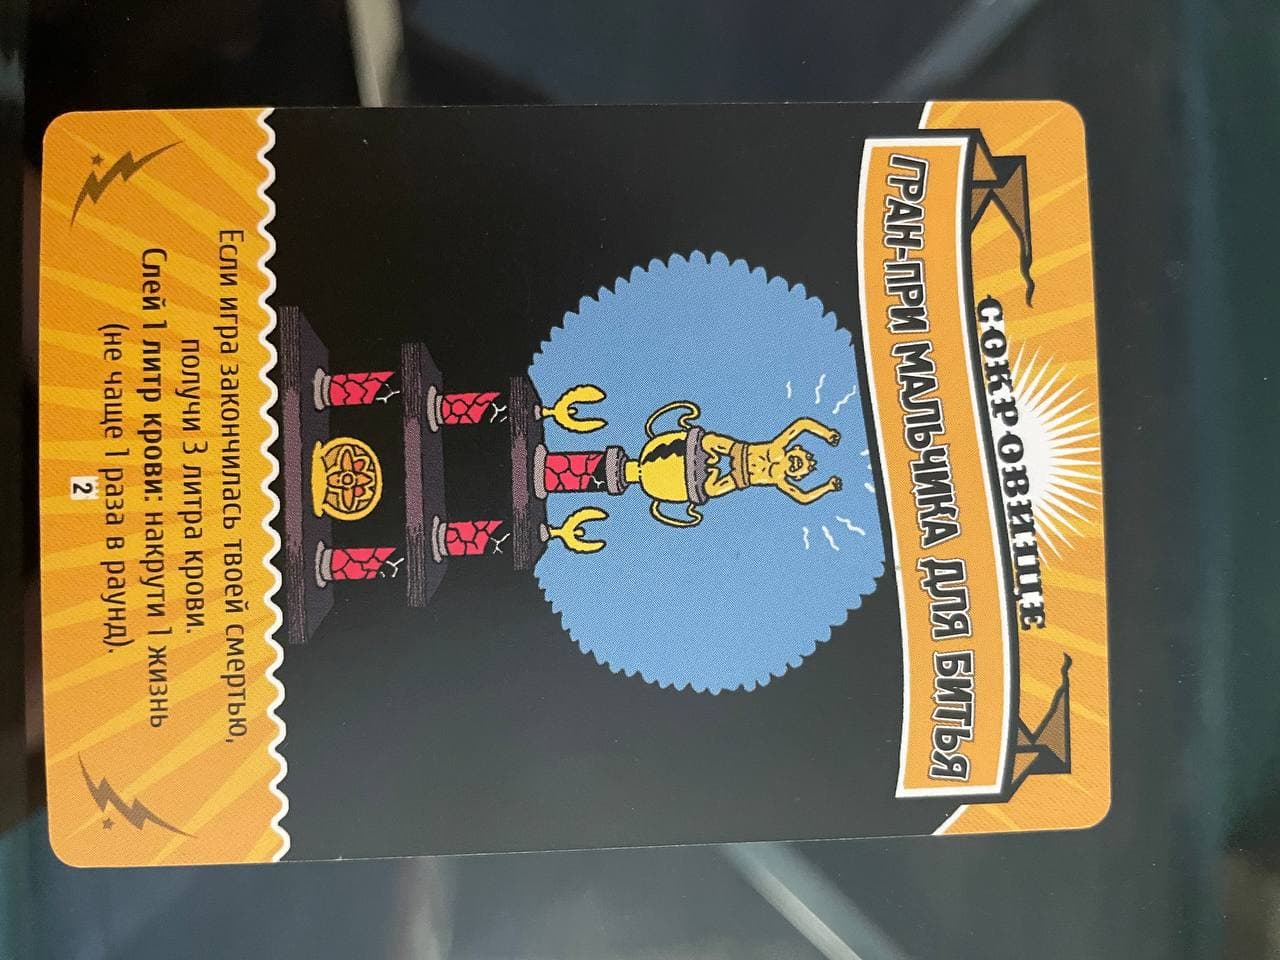 СОКРОВИЩЕ
ГРАН-ПРИ МАЛЬЧИКА ДЛЯ БИТЬЯ
Если игра закончилась твоей смертью,
получи 3 литра крови.
Слей 1 литр крови: накрути 1 жизнь
(не чаще 1 раза в раунд).
2